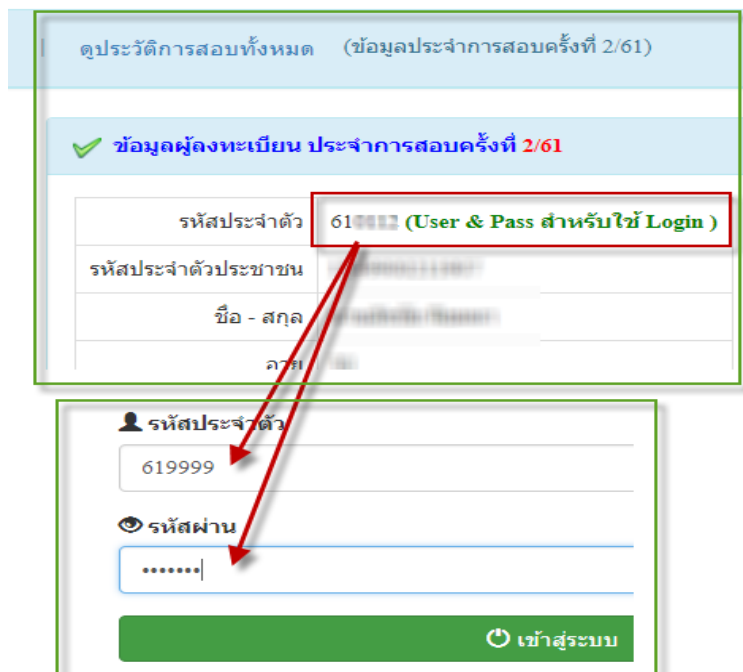 ดูประวัติการสอบทั้งหมด (ข้อมูลประจำการสอบครั้งที่ 2/61)
ข้อมูลผู้ลงทะเบียน ประจำการสอบครั้งที่ 2/61
รหัสประจำตัว 61 (User & Pass สำหรับใช้ Login )
รหัสประจำตัวประชาชน
ชื่อ - สกุล
อายุ
รหัสประจำตัว
619999
รหัสผ่าน
•••••••
เข้าสู่ระบบ